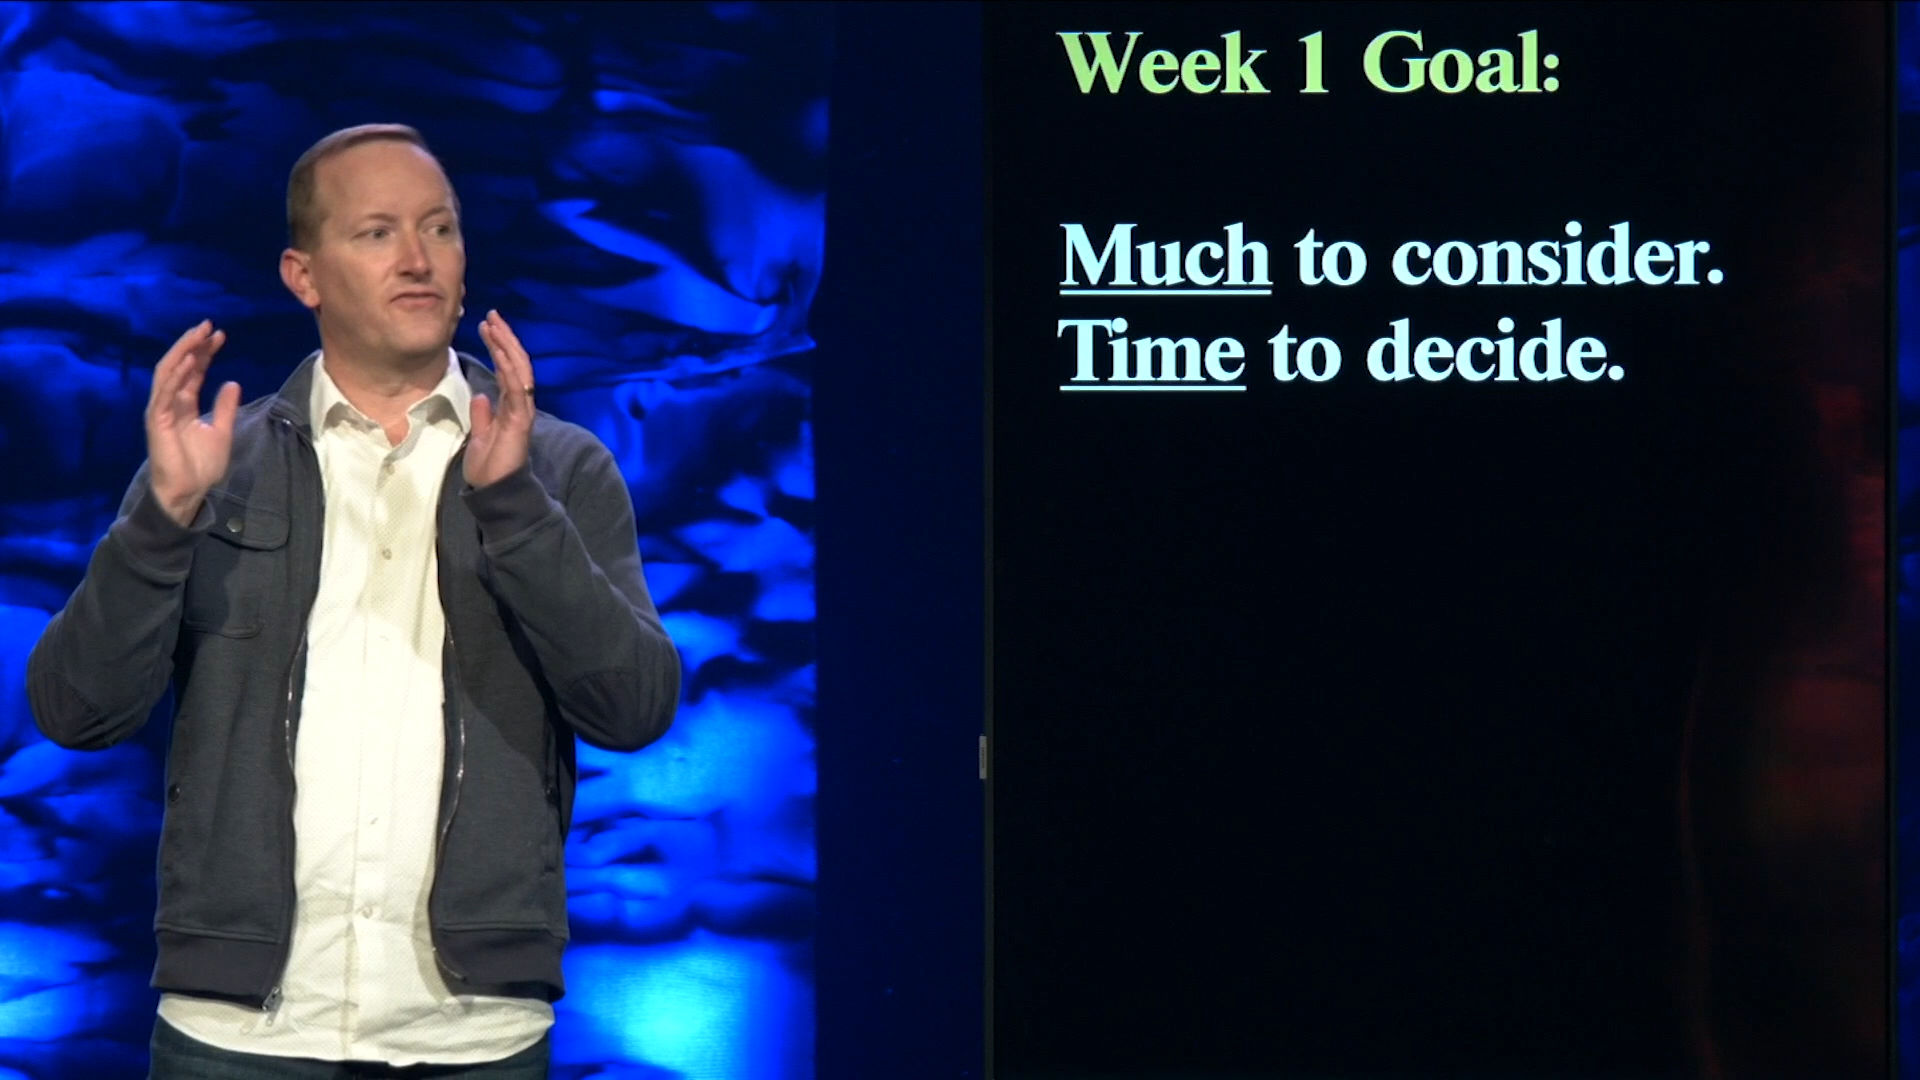 Week 1 Goal:
Much to consider.
Time to decide.